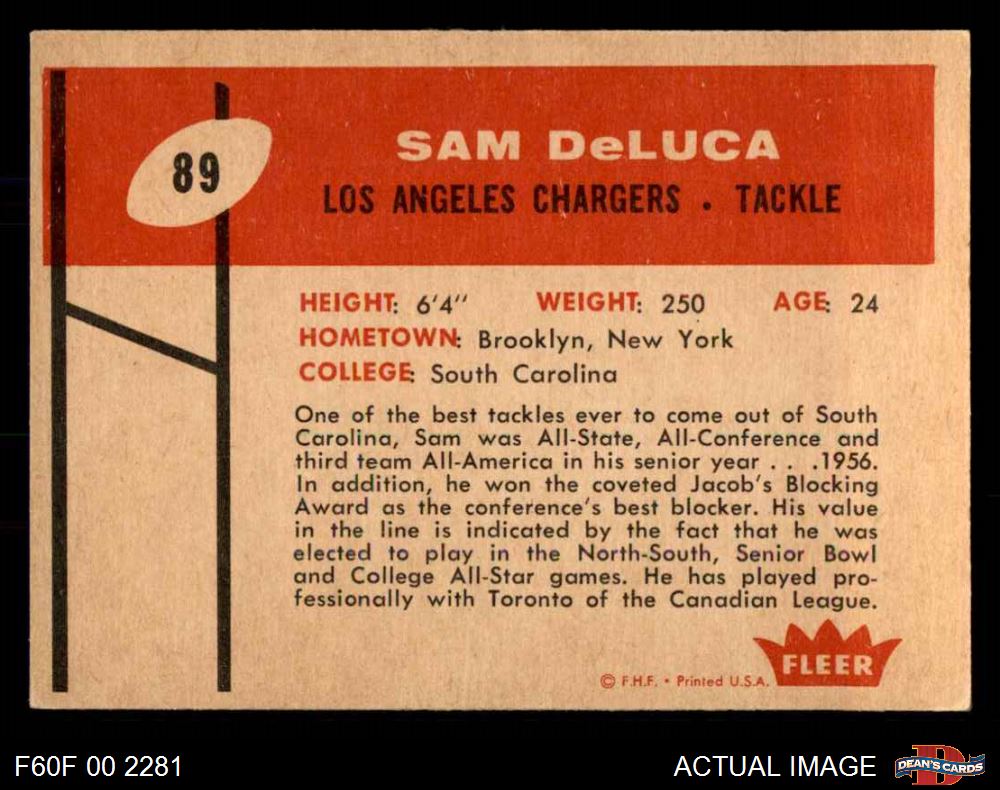 89
SAM DeLUCA
LOS ANGELES CHARGERS . TACKLE
HEIGHT: 6'4" WEIGHT: 250 AGE: 24
HOMETOWN: Brooklyn, New York
COLLEGE: South Carolina
One of the best tackles ever to come out of South
Carolina, Sam was All-State, All-Conference and
third team All-America in his senior year . . .1956.
In addition, he won the coveted Jacob's Blocking
Award as the conference's best blocker. His value
in the line is indicated by the fact that he was
elected to play in the North-South, Senior Bowl
and College All-Star games. He has played pro-
fessionally with Toronto of the Canadian League.
FLEER
© F.H.F. • Printed U.S.A.
F60F 00 2281 ACTUAL IMAGE
D
DEAN'S CARDS